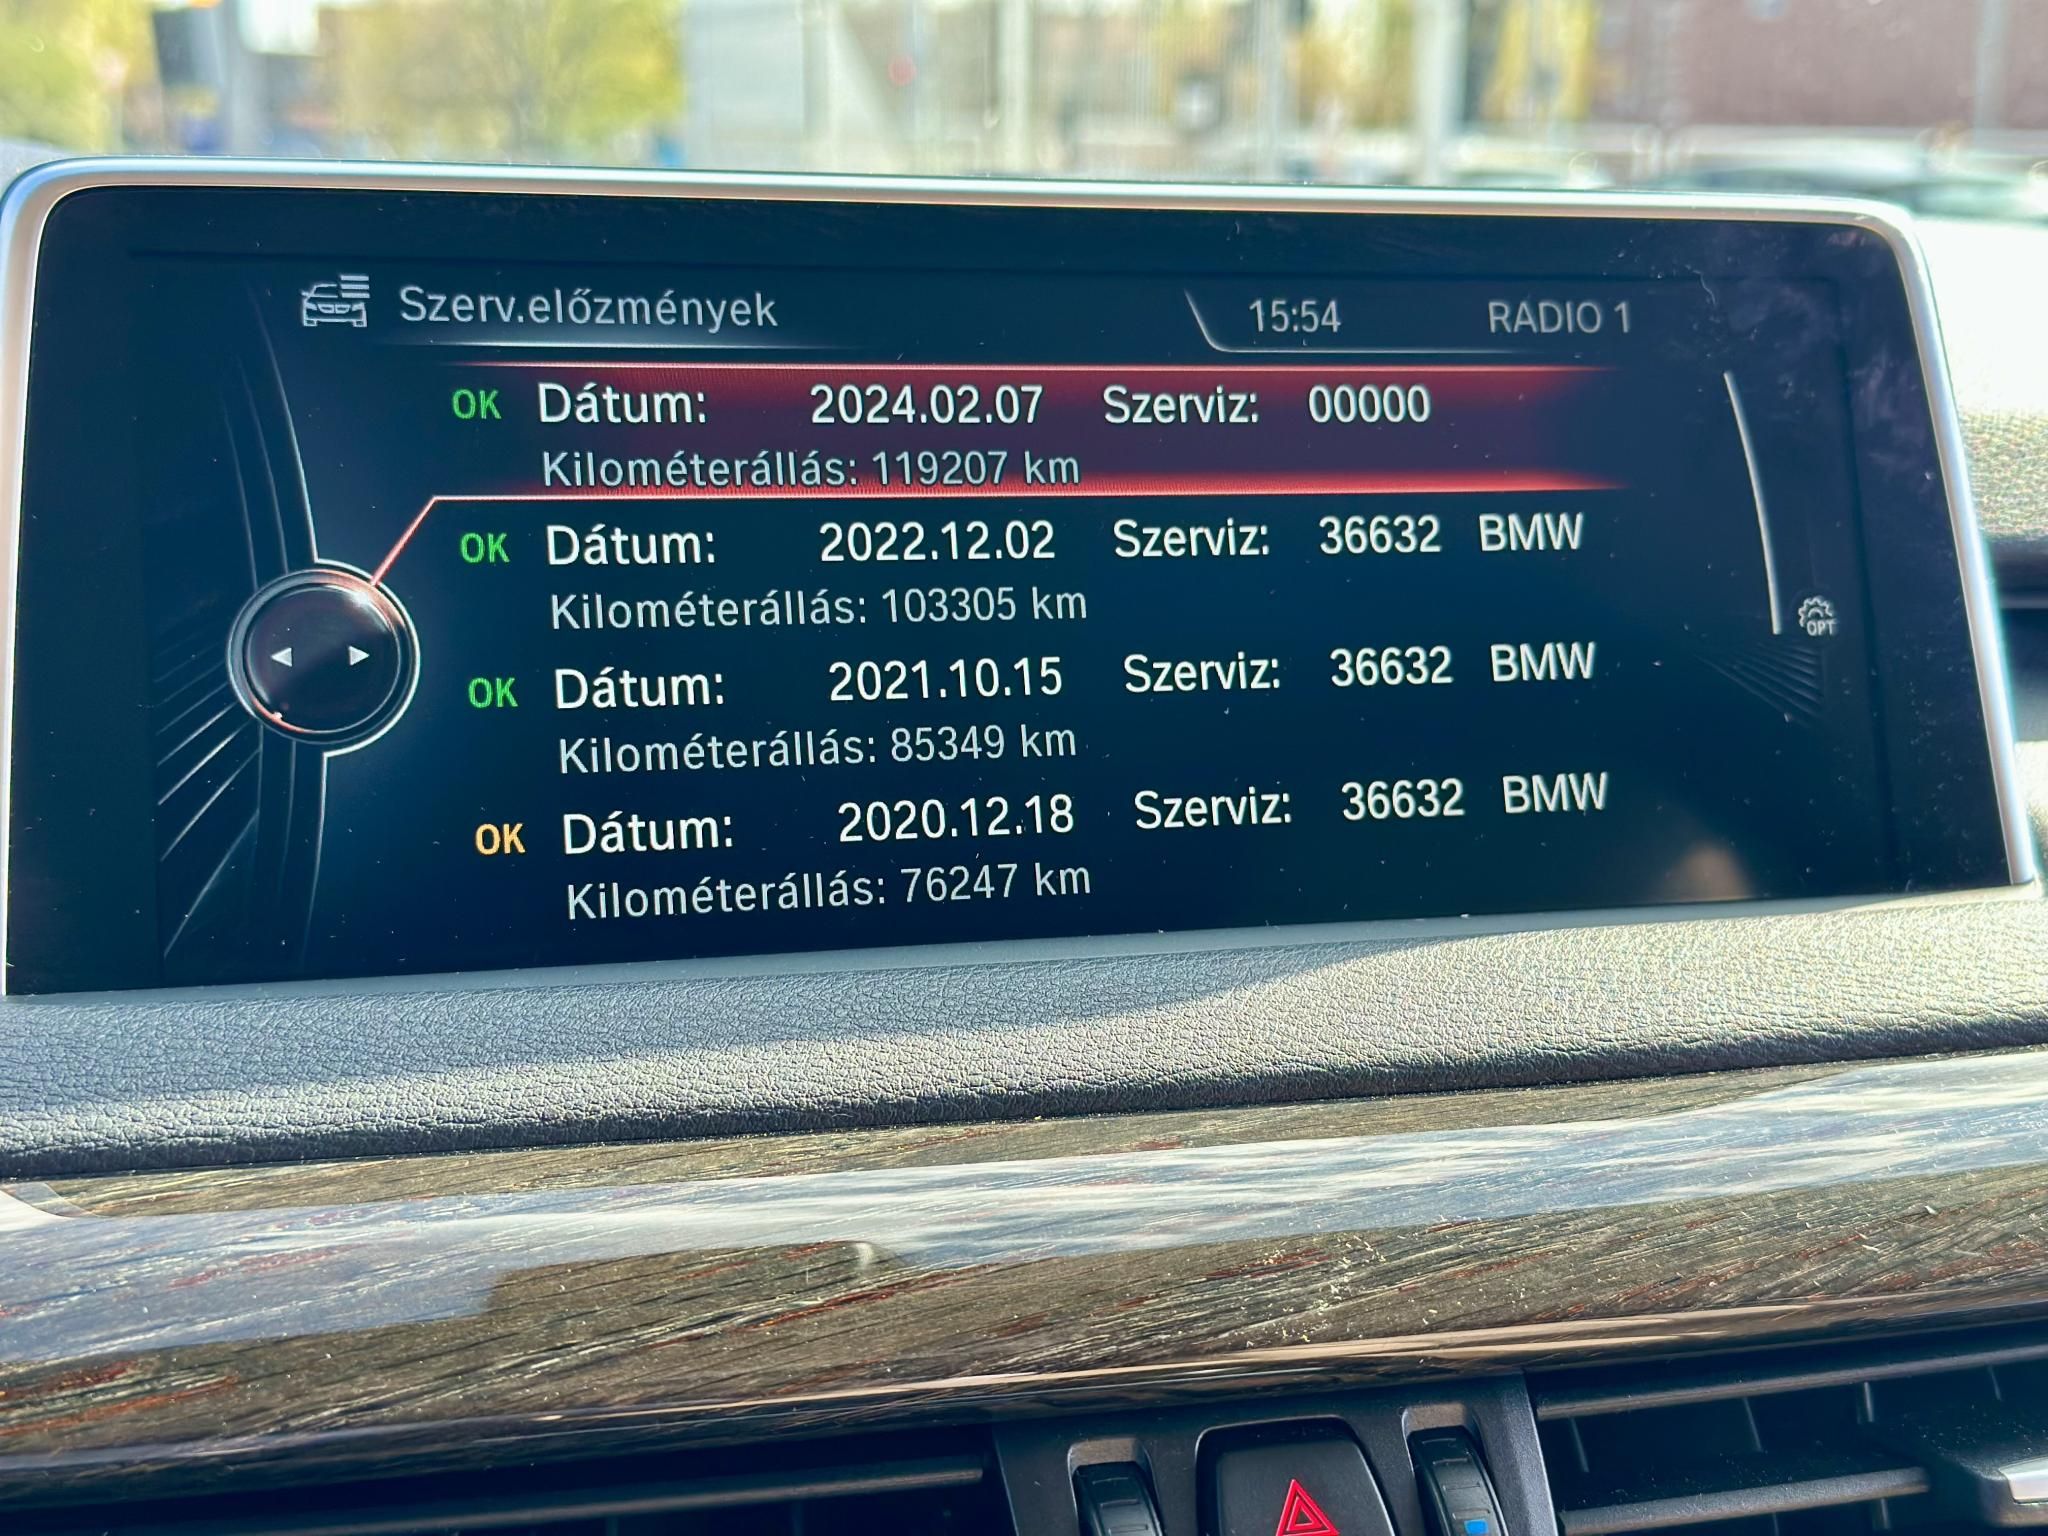 Szerv.előzmények 15:54 RADIO 1
OK Dátum: 2024.02.07 Szerviz: 00000
Kilométerállás: 119207 km
OK Dátum: 2022.12.02 Szerviz: 36632 BMW
Kilométerállás: 103305 km
OK Dátum: 2021.10.15 Szerviz: 36632 BMW
Kilométerállás: 85349 km
OPT
OK Dátum: 2020.12.18 Szerviz: 36632 BMW
Kilométerállás: 76247 km